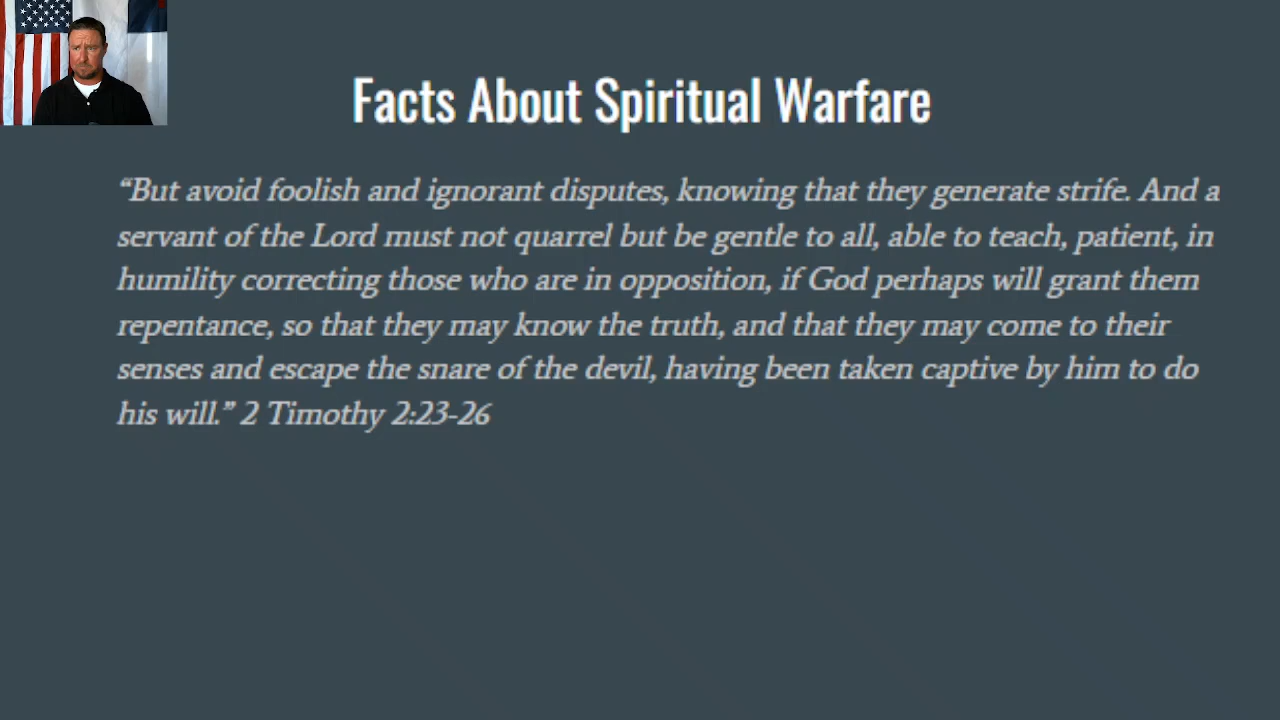 Facts About Spiritual Warfare
“But avoid foolish and ignorant disputes, knowing that they generate strife. And a
servant of the Lord must not quarrel but be gentle to all, able to teach, patient, in
humility correcting those who are in opposition, if God perhaps will grant them
repentance, so that they may know the truth, and that they may come to their
senses and escape the snare of the devil, having been taken captive by him to do
his will.” 2 Timothy 2:23-26